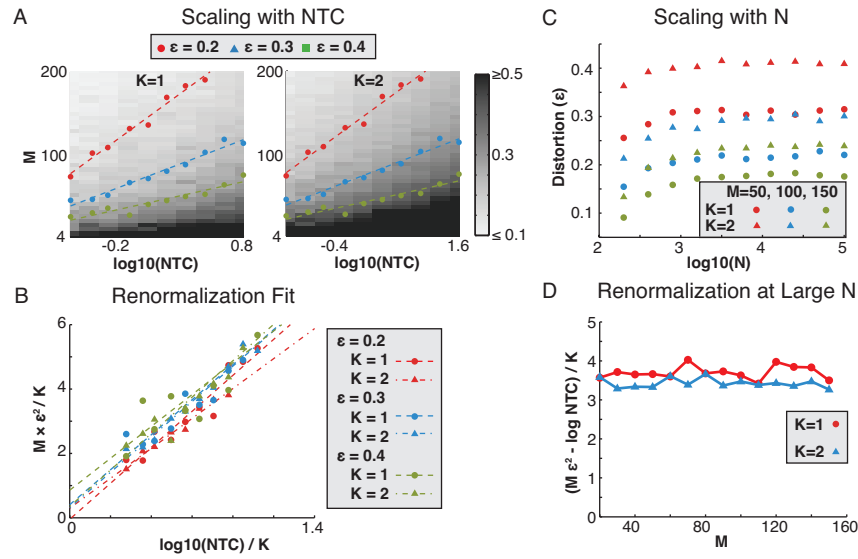 A Scaling with NTC
ε = 0.2 ε = 0.3 ε = 0.4
200
100
4
M
K=1
-0.2 0.8
log10(NTC)
200
100
4
K=2
-0.4 1.6
log10(NTC)
≥0.5
0.3
≤ 0.1
B Renormalization Fit
6
4
2
0
M × ε² / K
0 1.4
log10(NTC) / K
ε = 0.2
K = 1
K = 2
ε = 0.3
K = 1
K = 2
ε = 0.4
K = 1
K = 2
C Scaling with N
0.4
0.3
0.2
0.1
Distortion (ε)
M=50, 100, 150
K=1
K=2
2 3 4 5
log10(N)
D Renormalization at Large N
5
4
3
2
1
0
(M ε² - log NTC) / K
K=1
K=2
40 80 120 160
M